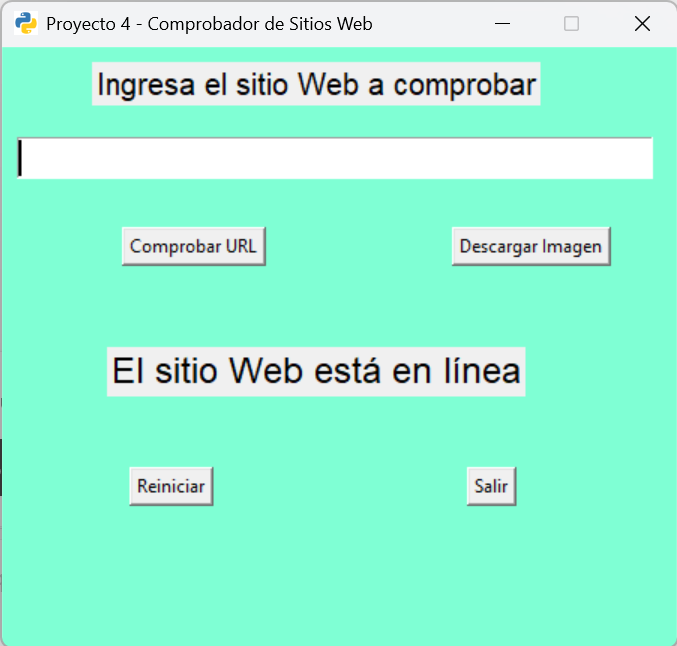 Proyecto 4 - Comprobador de Sitios Web
Ingresa el sitio Web a comprobar
Comprobar URL
Descargar Imagen
El sitio Web está en línea
Reiniciar
Salir